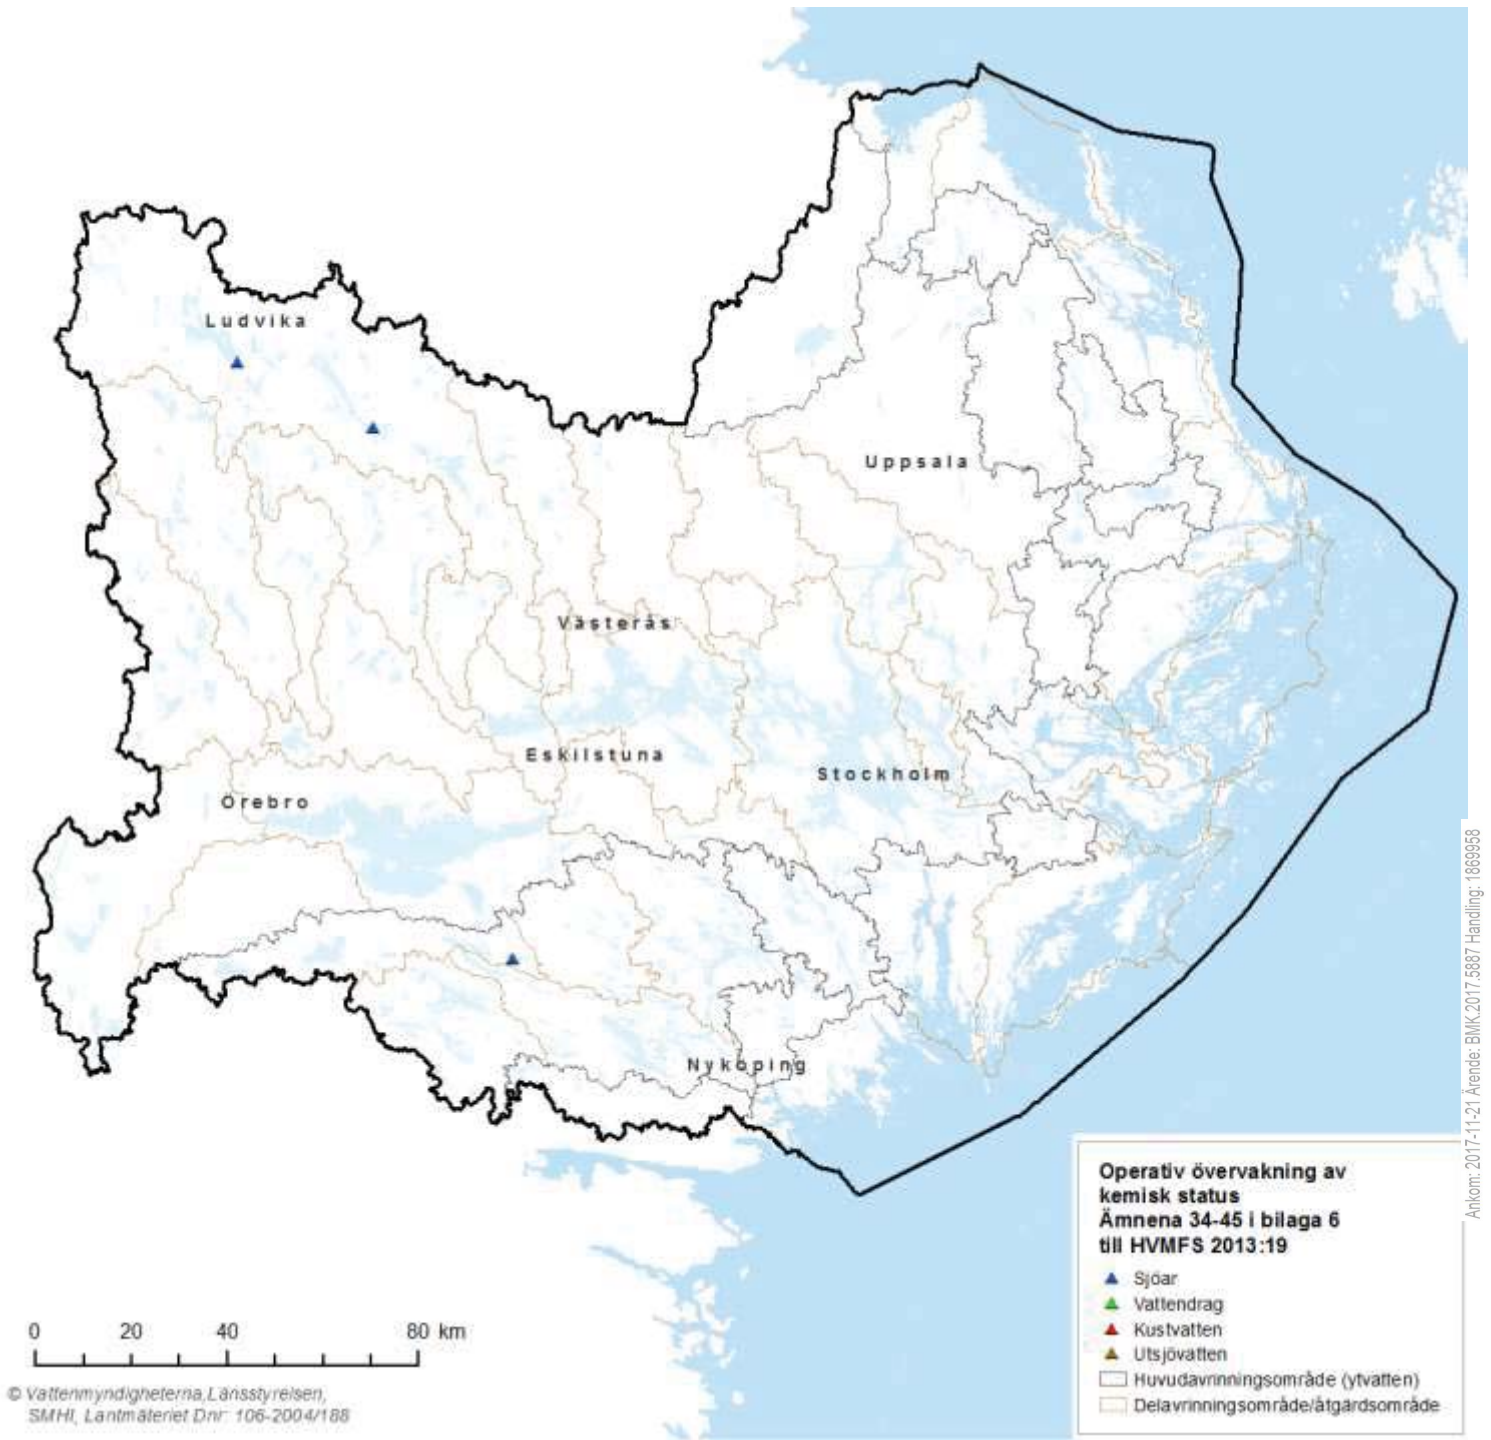 Ludvika
Uppsala
Västerås
Eskilstuna
Stockholm
Örebro
Nyköping
Operativ övervakning av
kemisk status
Ämnena 34-45 i bilaga 6
till HVMFS 2013:19
Sjöar
Vattendrag
Kustvatten
Utsjövatten
Huvudavrinningsområde (ytvatten)
Delavrinningsområde/åtgärdsområde
0 20 40 80 km
© Vattenmyndigheterna,Länsstyrelsen,
SMHI, Lantmäteriet Dnr: 106-2004/188
Ankom: 2017-11-21 Ärende: BMK.2017.5887 Handling: 1869958